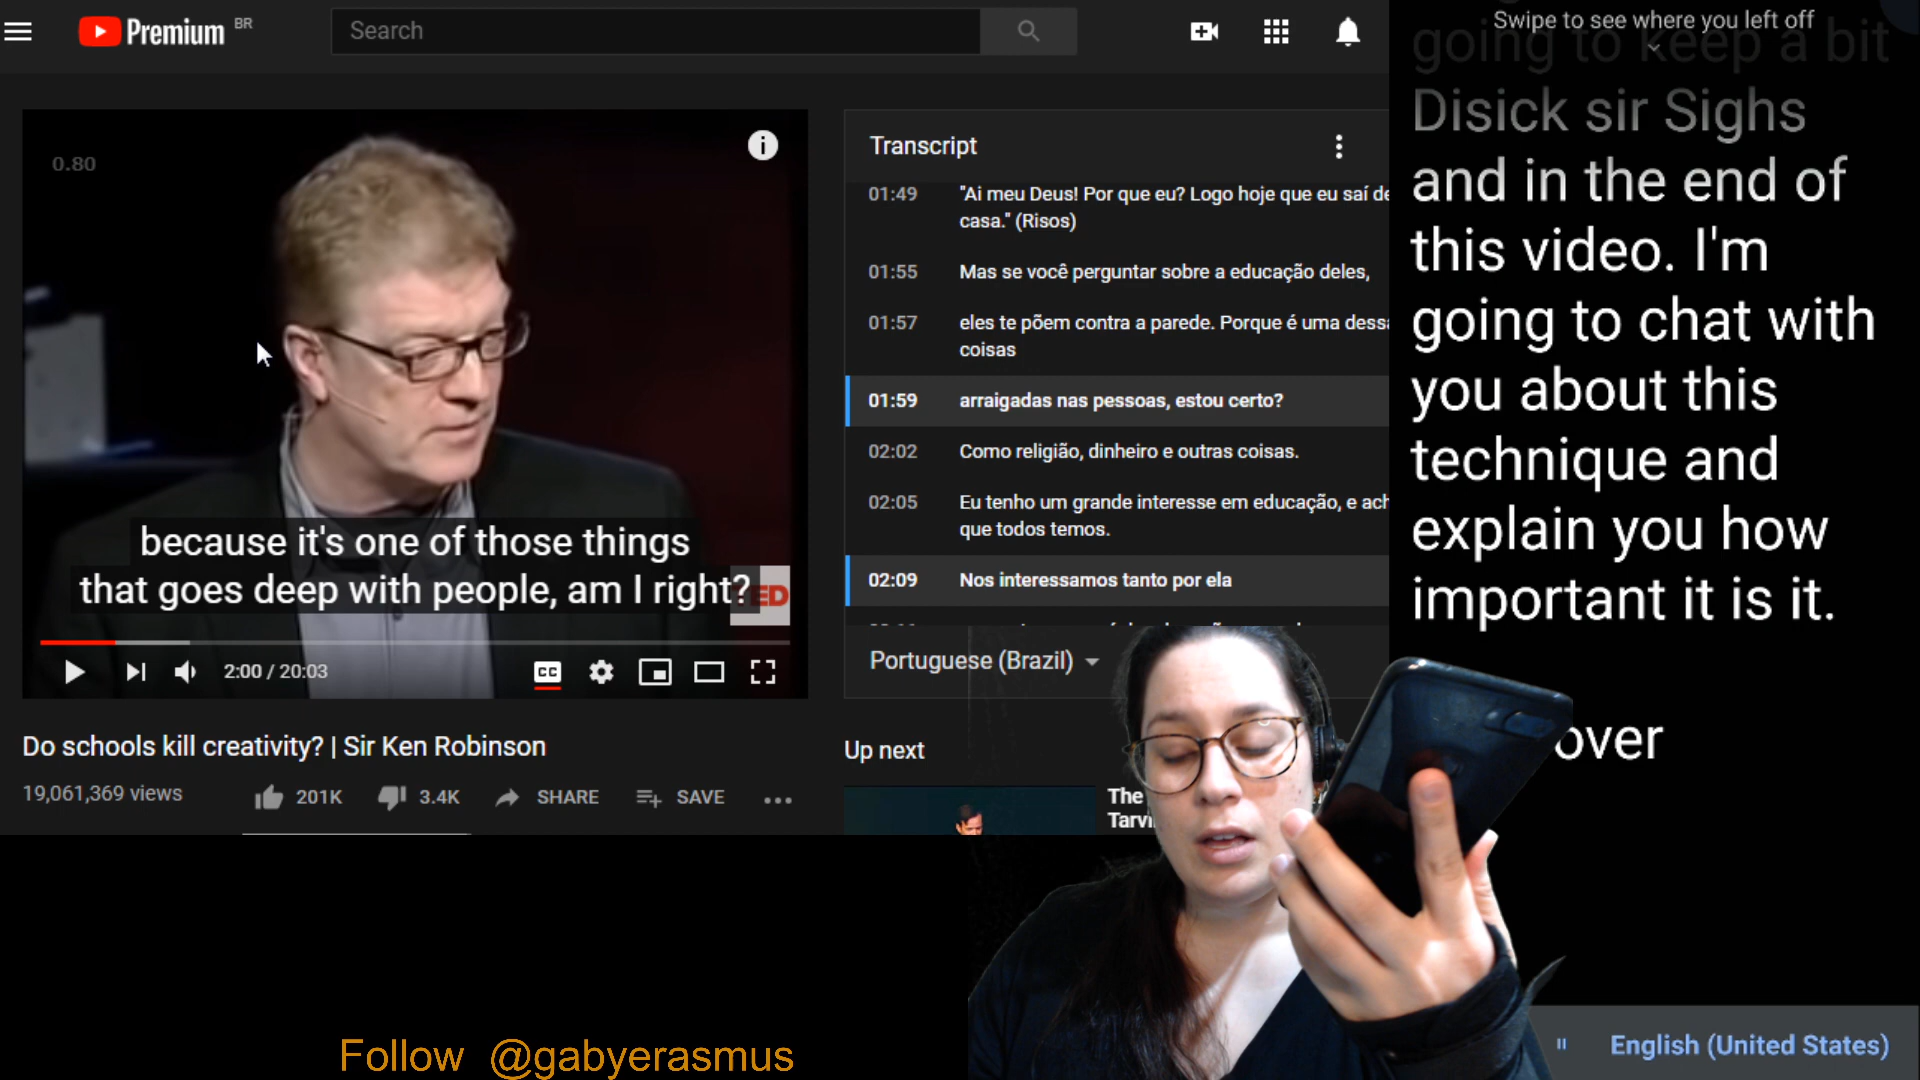 Premium BR
Search
0.80
because it's one of those things
that goes deep with people, am I right?
2:00 / 20:03
CC
Do schools kill creativity? | Sir Ken Robinson
19,061,369 views
201K
3.4K
SHARE
SAVE
Transcript
01:49
"Ai meu Deus! Por que eu? Logo hoje que eu saí de
casa." (Risos)
01:55
Mas se você perguntar sobre a educação deles,
01:57
eles te põem contra a parede. Porque é uma dess
coisas
01:59
arraigadas nas pessoas, estou certo?
02:02
Como religião, dinheiro e outras coisas.
02:05
Eu tenho um grande interesse em educação, e ach
que todos temos.
02:09
Nos interessamos tanto por ela
Portuguese (Brazil)
Up next
The
Tarvi
Swipe to see where you left off
going to keep a bit
Disick sir Sighs
and in the end of
this video. I'm
going to chat with
you about this
technique and
explain you how
important it is it.
over
English (United States)
Follow @gabyerasmus